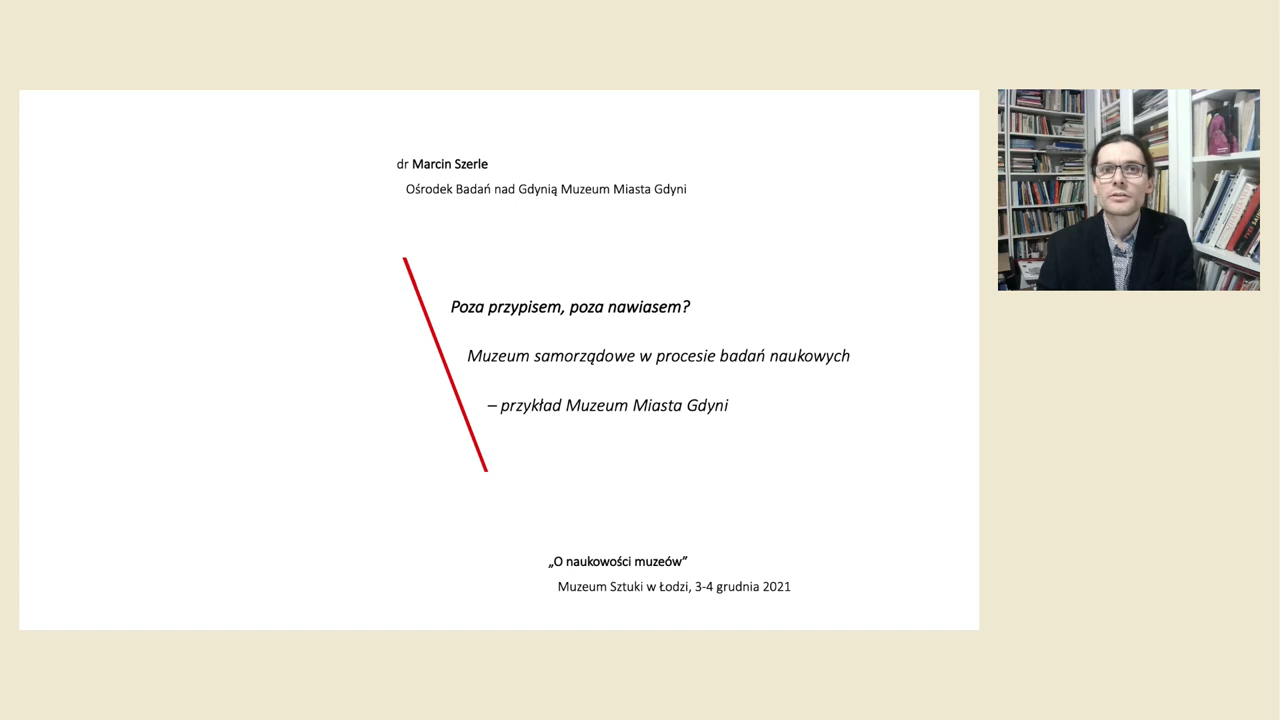 dr Marcin Szerle
Ośrodek Badań nad Gdynią Muzeum Miasta Gdyni
Poza przypisem, poza nawiasem?
Muzeum samorządowe w procesie badań naukowych
– przykład Muzeum Miasta Gdyni
„O naukowości muzeów”
Muzeum Sztuki w Łodzi, 3-4 grudnia 2021